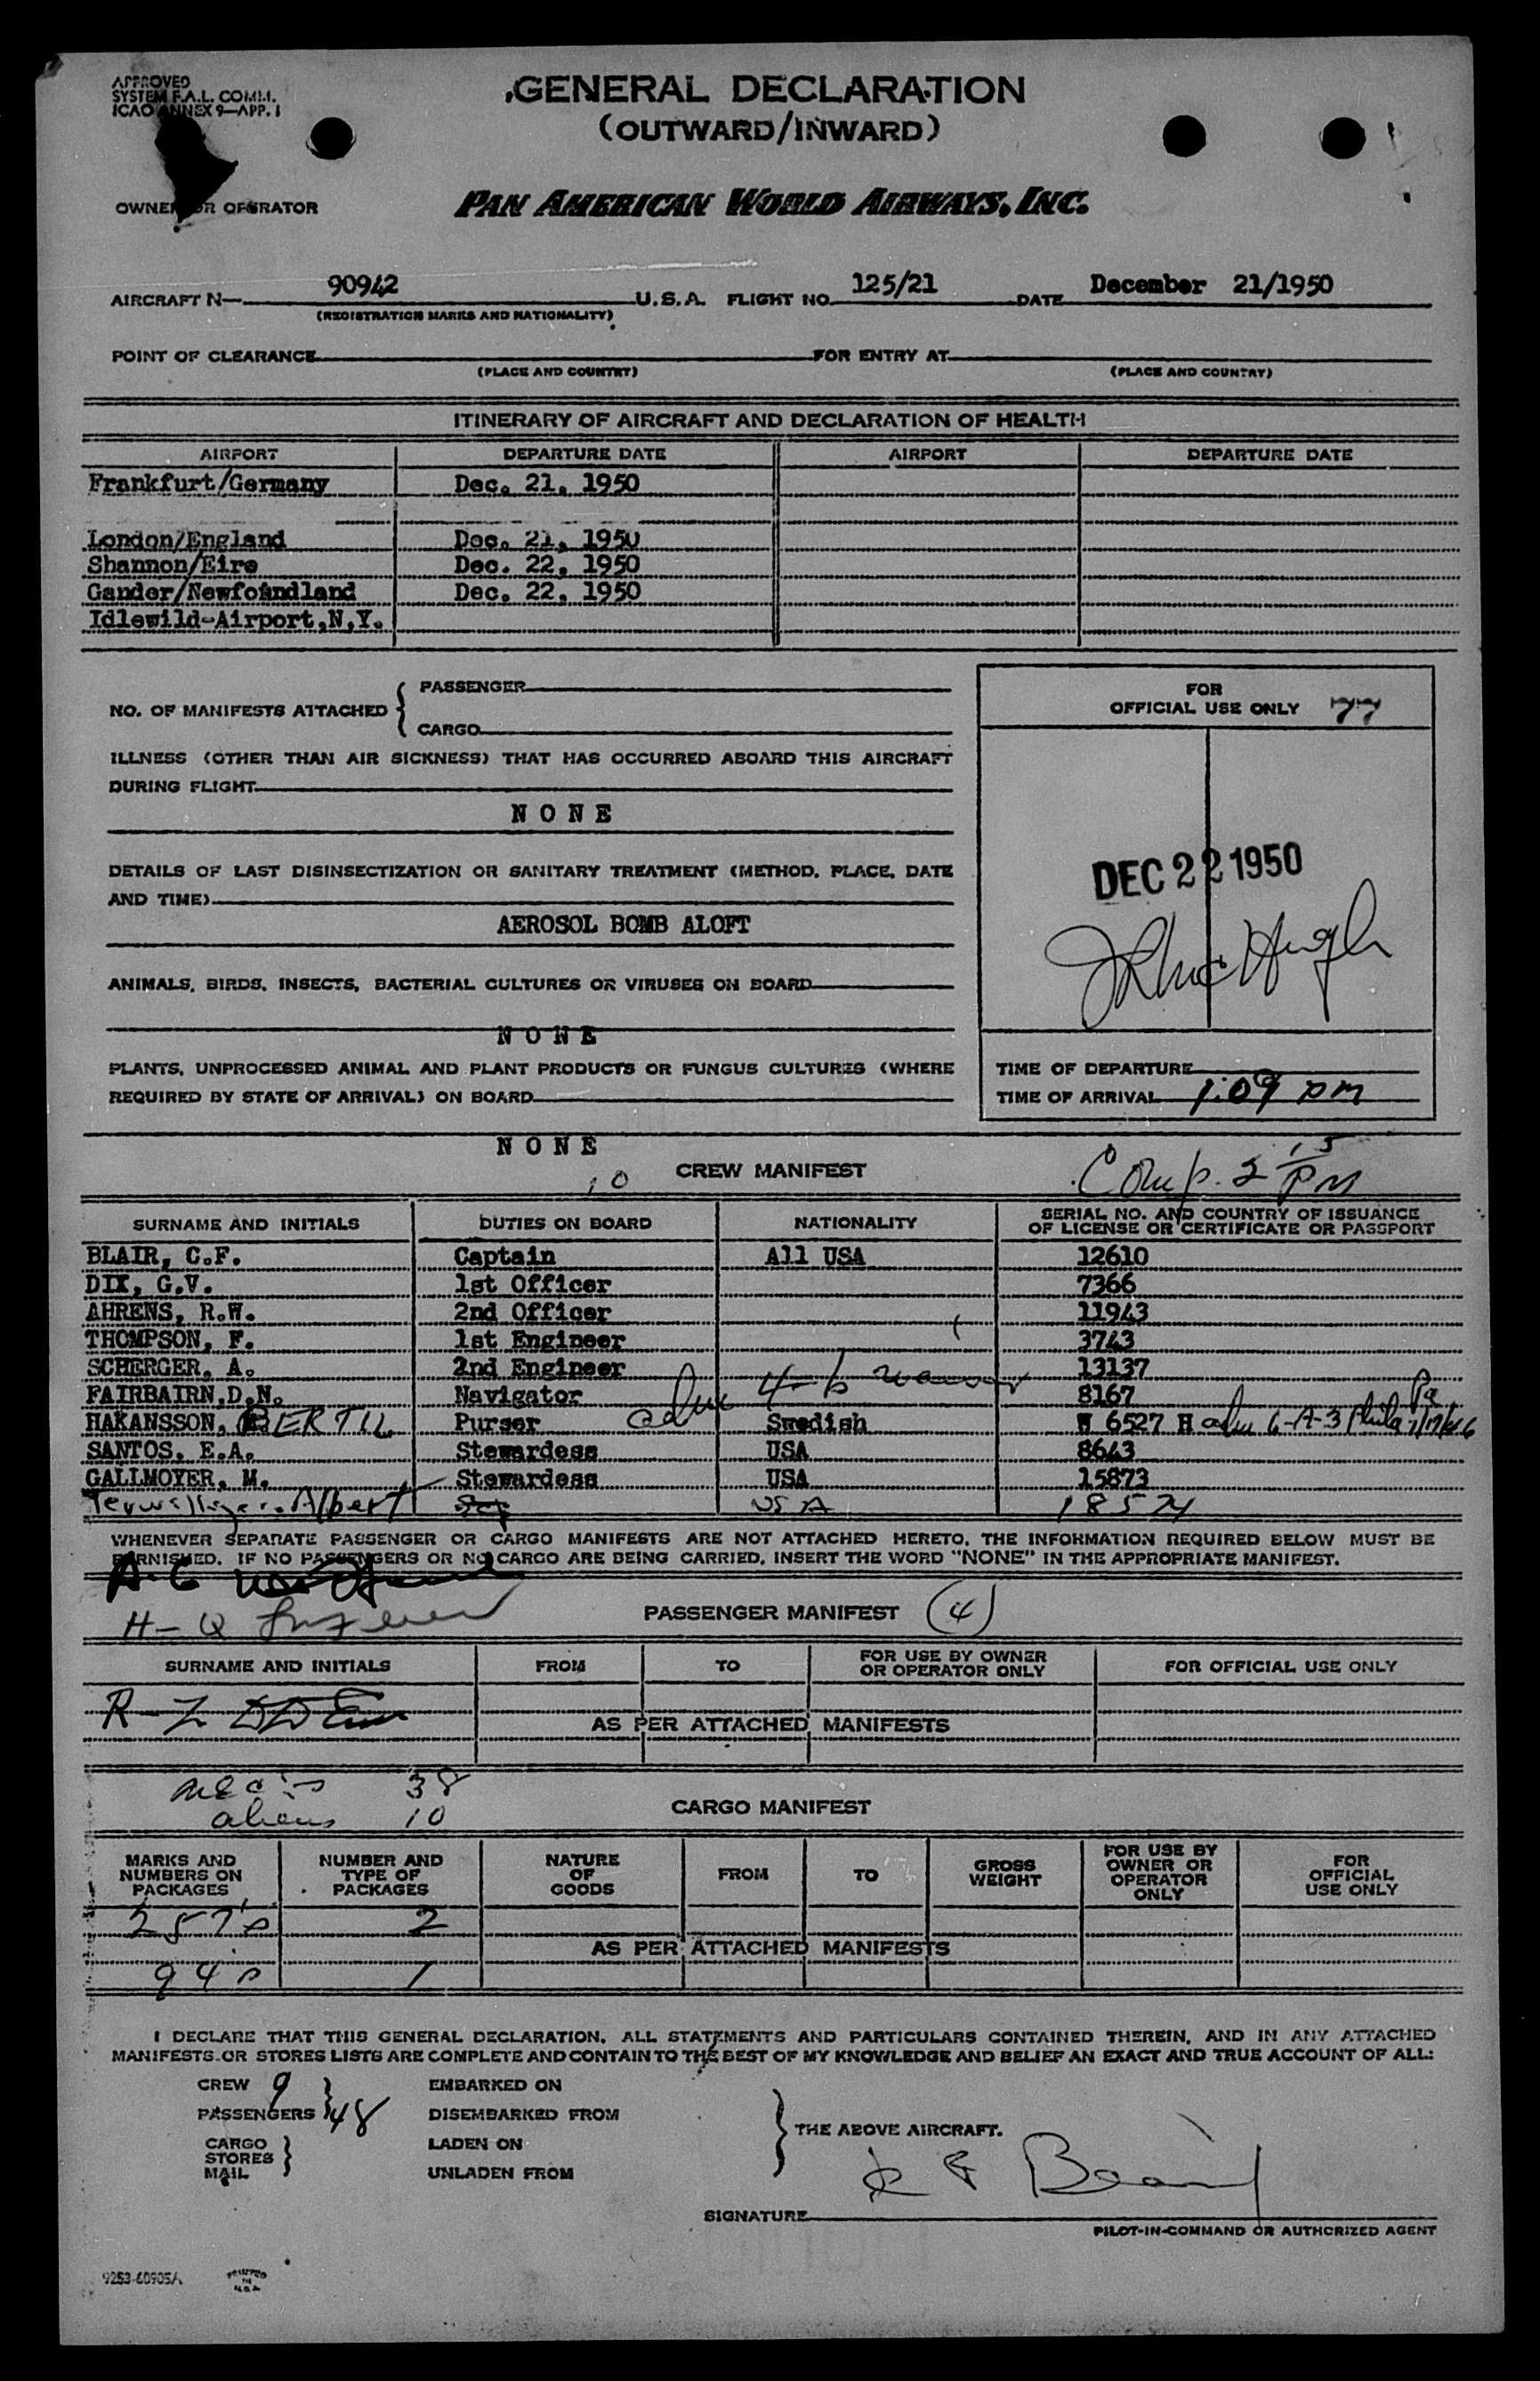 APPROVED
SYSTEM F.A.L. COMM.
ICAO ANNEX 9—APP. 1
GENERAL DECLARATION
(OUTWARD/INWARD)
OWNER OR OPERATOR PAN AMERICAN WORLD AIRWAYS, INC.
AIRCRAFT N— 90942 U.S.A. FLIGHT NO. 125/21 DATE December 21/1950
(REGISTRATION MARKS AND NATIONALITY)
POINT OF CLEARANCE FOR ENTRY AT
(PLACE AND COUNTRY) (PLACE AND COUNTRY)
ITINERARY OF AIRCRAFT AND DECLARATION OF HEALTH
AIRPORT DEPARTURE DATE AIRPORT DEPARTURE DATE
Frankfurt/Germany Dec. 21, 1950
London/England Dec. 21, 1950
Shannon/Eire Dec. 22, 1950
Gander/Newfoundland Dec. 22, 1950
Idlewild-Airport,N.Y.
NO. OF MANIFESTS ATTACHED { PASSENGER
CARGO
FOR
OFFICIAL USE ONLY 77
ILLNESS (OTHER THAN AIR SICKNESS) THAT HAS OCCURRED ABOARD THIS AIRCRAFT
DURING FLIGHT
N O N E
DETAILS OF LAST DISINSECTIZATION OR SANITARY TREATMENT (METHOD, PLACE, DATE
AND TIME)
DEC 22 1950
AEROSOL BOMB ALOFT
ANIMALS, BIRDS, INSECTS, BACTERIAL CULTURES OR VIRUSES ON BOARD
N O N E
PLANTS, UNPROCESSED ANIMAL AND PLANT PRODUCTS OR FUNGUS CULTURES (WHERE
REQUIRED BY STATE OF ARRIVAL) ON BOARD
TIME OF DEPARTURE
TIME OF ARRIVAL 1:09 PM
N O N E
10 CREW MANIFEST Comp. 2 15 PM
SURNAME AND INITIALS DUTIES ON BOARD NATIONALITY SERIAL NO. AND COUNTRY OF ISSUANCE
OF LICENSE OR CERTIFICATE OR PASSPORT
BLAIR, C.F. Captain All USA 12610
DIX, G.V. 1st Officer 7366
AHRENS, R.W. 2nd Officer 11943
THOMPSON, F. 1st Engineer 3743
SCHERGER, A. 2nd Engineer 13137
FAIRBAIRN,D.N. Navigator 8167
HAKANSSON, BERTIL Purser Swedish 6527 H
SANTOS, E.A. Stewardess USA 8643
GALLMOYER, M. Stewardess USA 15873
Albert USA 18574
WHENEVER SEPARATE PASSENGER OR CARGO MANIFESTS ARE NOT ATTACHED HERETO, THE INFORMATION REQUIRED BELOW MUST BE
FURNISHED. IF NO PASSENGERS OR NO CARGO ARE BEING CARRIED, INSERT THE WORD "NONE" IN THE APPROPRIATE MANIFEST.
PASSENGER MANIFEST (4)
SURNAME AND INITIALS FROM TO FOR USE BY OWNER
OR OPERATOR ONLY FOR OFFICIAL USE ONLY
AS PER ATTACHED MANIFESTS
38
aliens 10
CARGO MANIFEST
MARKS AND
NUMBERS ON
PACKAGES NUMBER AND
TYPE OF
PACKAGES NATURE
OF
GOODS FROM TO GROSS
WEIGHT FOR USE BY
OWNER OR
OPERATOR
ONLY FOR
OFFICIAL
USE ONLY
257's 2
AS PER ATTACHED MANIFESTS
94s 1
I DECLARE THAT THIS GENERAL DECLARATION, ALL STATEMENTS AND PARTICULARS CONTAINED THEREIN, AND IN ANY ATTACHED
MANIFESTS OR STORES LISTS ARE COMPLETE AND CONTAIN TO THE BEST OF MY KNOWLEDGE AND BELIEF AN EXACT AND TRUE ACCOUNT OF ALL:
CREW 9 EMBARKED ON
PASSENGERS } 48 DISEMBARKED FROM
THE ABOVE AIRCRAFT.
CARGO
STORES
MAIL } LADEN ON
UNLADEN FROM
SIGNATURE
PILOT-IN-COMMAND OR AUTHORIZED AGENT
9253-60905A PRINTED
IN
U.S.A.